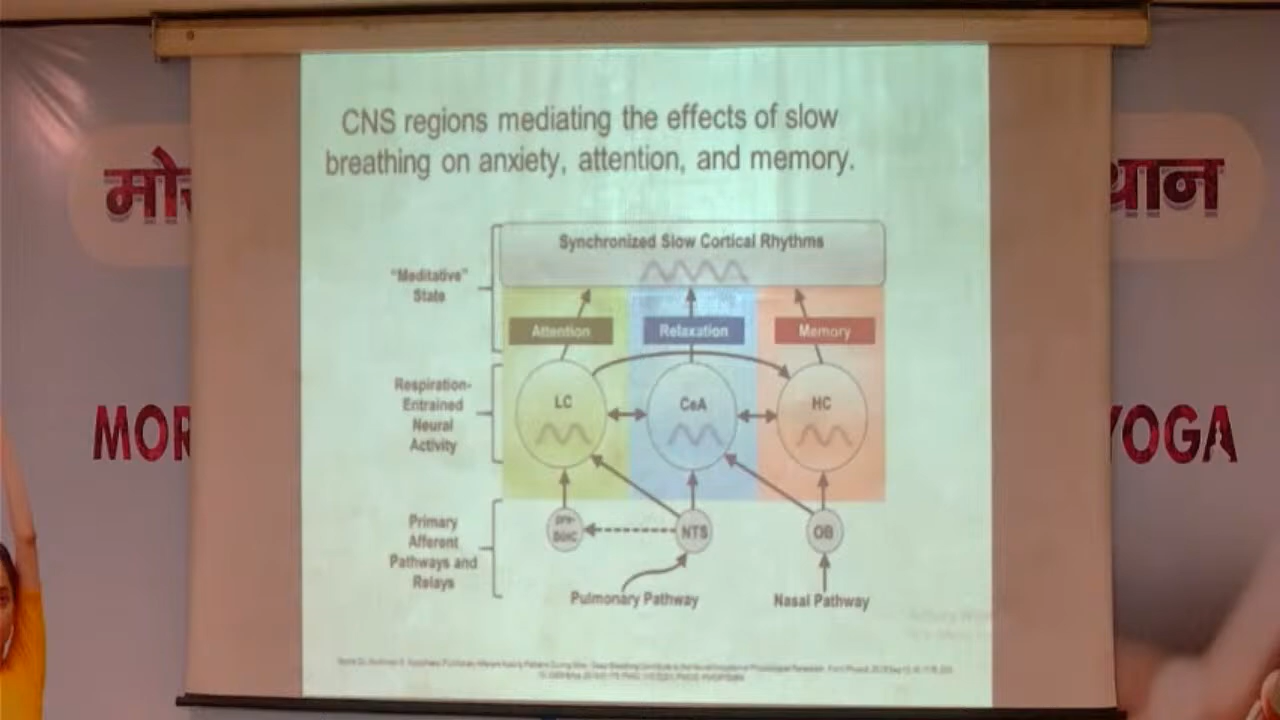 CNS regions mediating the effects of slow
breathing on anxiety, attention, and memory.
Synchronized Slow Cortical Rhythms
"Meditative"
State
Attention
Relaxation
Memory
Respiration-
Entrained
Neural
Activity
LC
CeA
HC
Primary
Afferent
Pathways and
Relays
pre-
BötC
NTS
OB
Pulmonary Pathway
Nasal Pathway
थान
MOR
YOGA